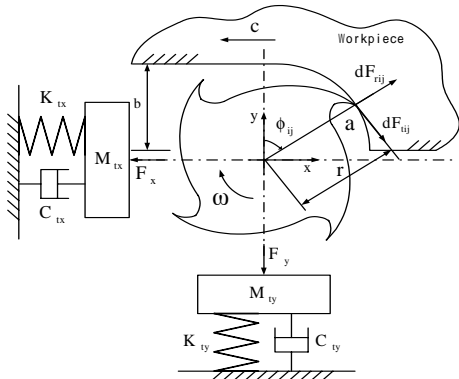 c
Workpiece
dF rij
K tx
b
y
ϕ ij
a
dF tij
M tx
F x
x
r
C tx
ω
F y
M ty
K ty
C ty